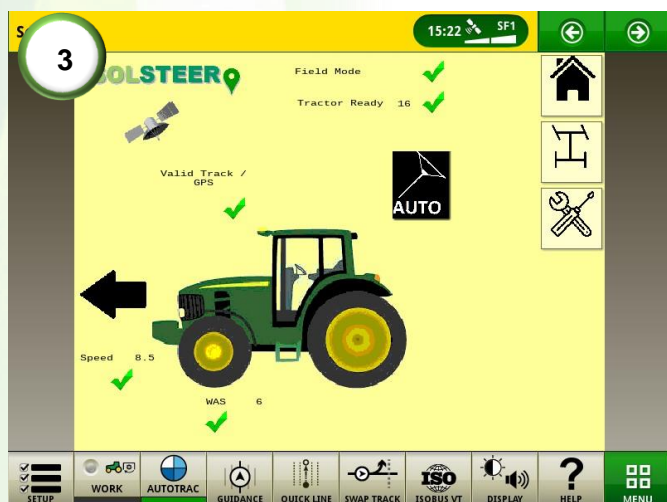 S
15:22 SF1
3
SOLSTEER
Field Mode
Tractor Ready 16
Valid Track /
GPS
AUTO
Speed 8.5
WAS 6
SETUP
WORK
AUTOTRAC
GUIDANCE
QUICK LINE
SWAP TRACK
ISO
ISOBUS VT
DISPLAY
?
HELP
MENU